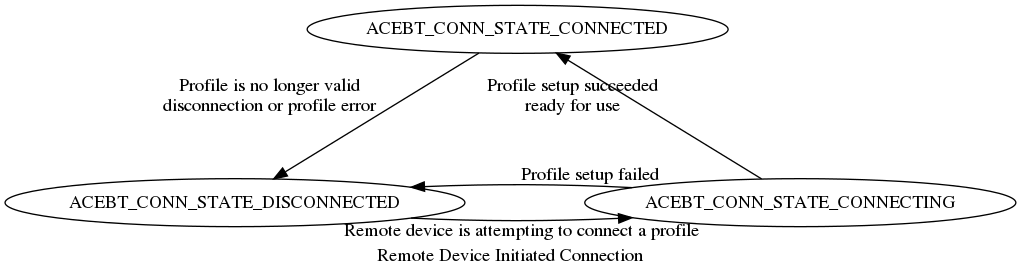 ACEBT_CONN_STATE_CONNECTED
Profile is no longer valid
disconnection or profile error
Profile setup succeeded
ready for use
Profile setup failed
ACEBT_CONN_STATE_DISCONNECTED
ACEBT_CONN_STATE_CONNECTING
Remote device is attempting to connect a profile
Remote Device Initiated Connection